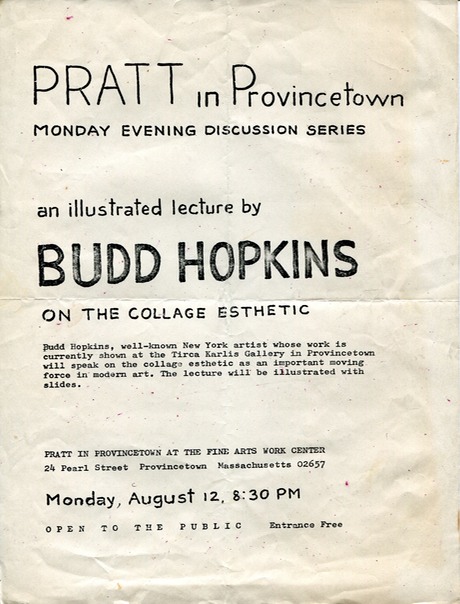 PRATT in Provincetown
MONDAY EVENING DISCUSSION SERIES
an illustrated lecture by
BUDD HOPKINS
ON THE COLLAGE ESTHETIC
Budd Hopkins, well-known New York artist whose work is
currently shown at the Tirca Karlis Gallery in Provincetown
will speak on the collage esthetic as an important moving
force in modern art. The lecture will be illustrated with
slides.
PRATT IN PROVINCETOWN AT THE FINE ARTS WORK CENTER
24 Pearl Street Provincetown Massachusetts 02657
Monday, August 12, 8:30 PM
OPEN TO THE PUBLIC Entrance Free